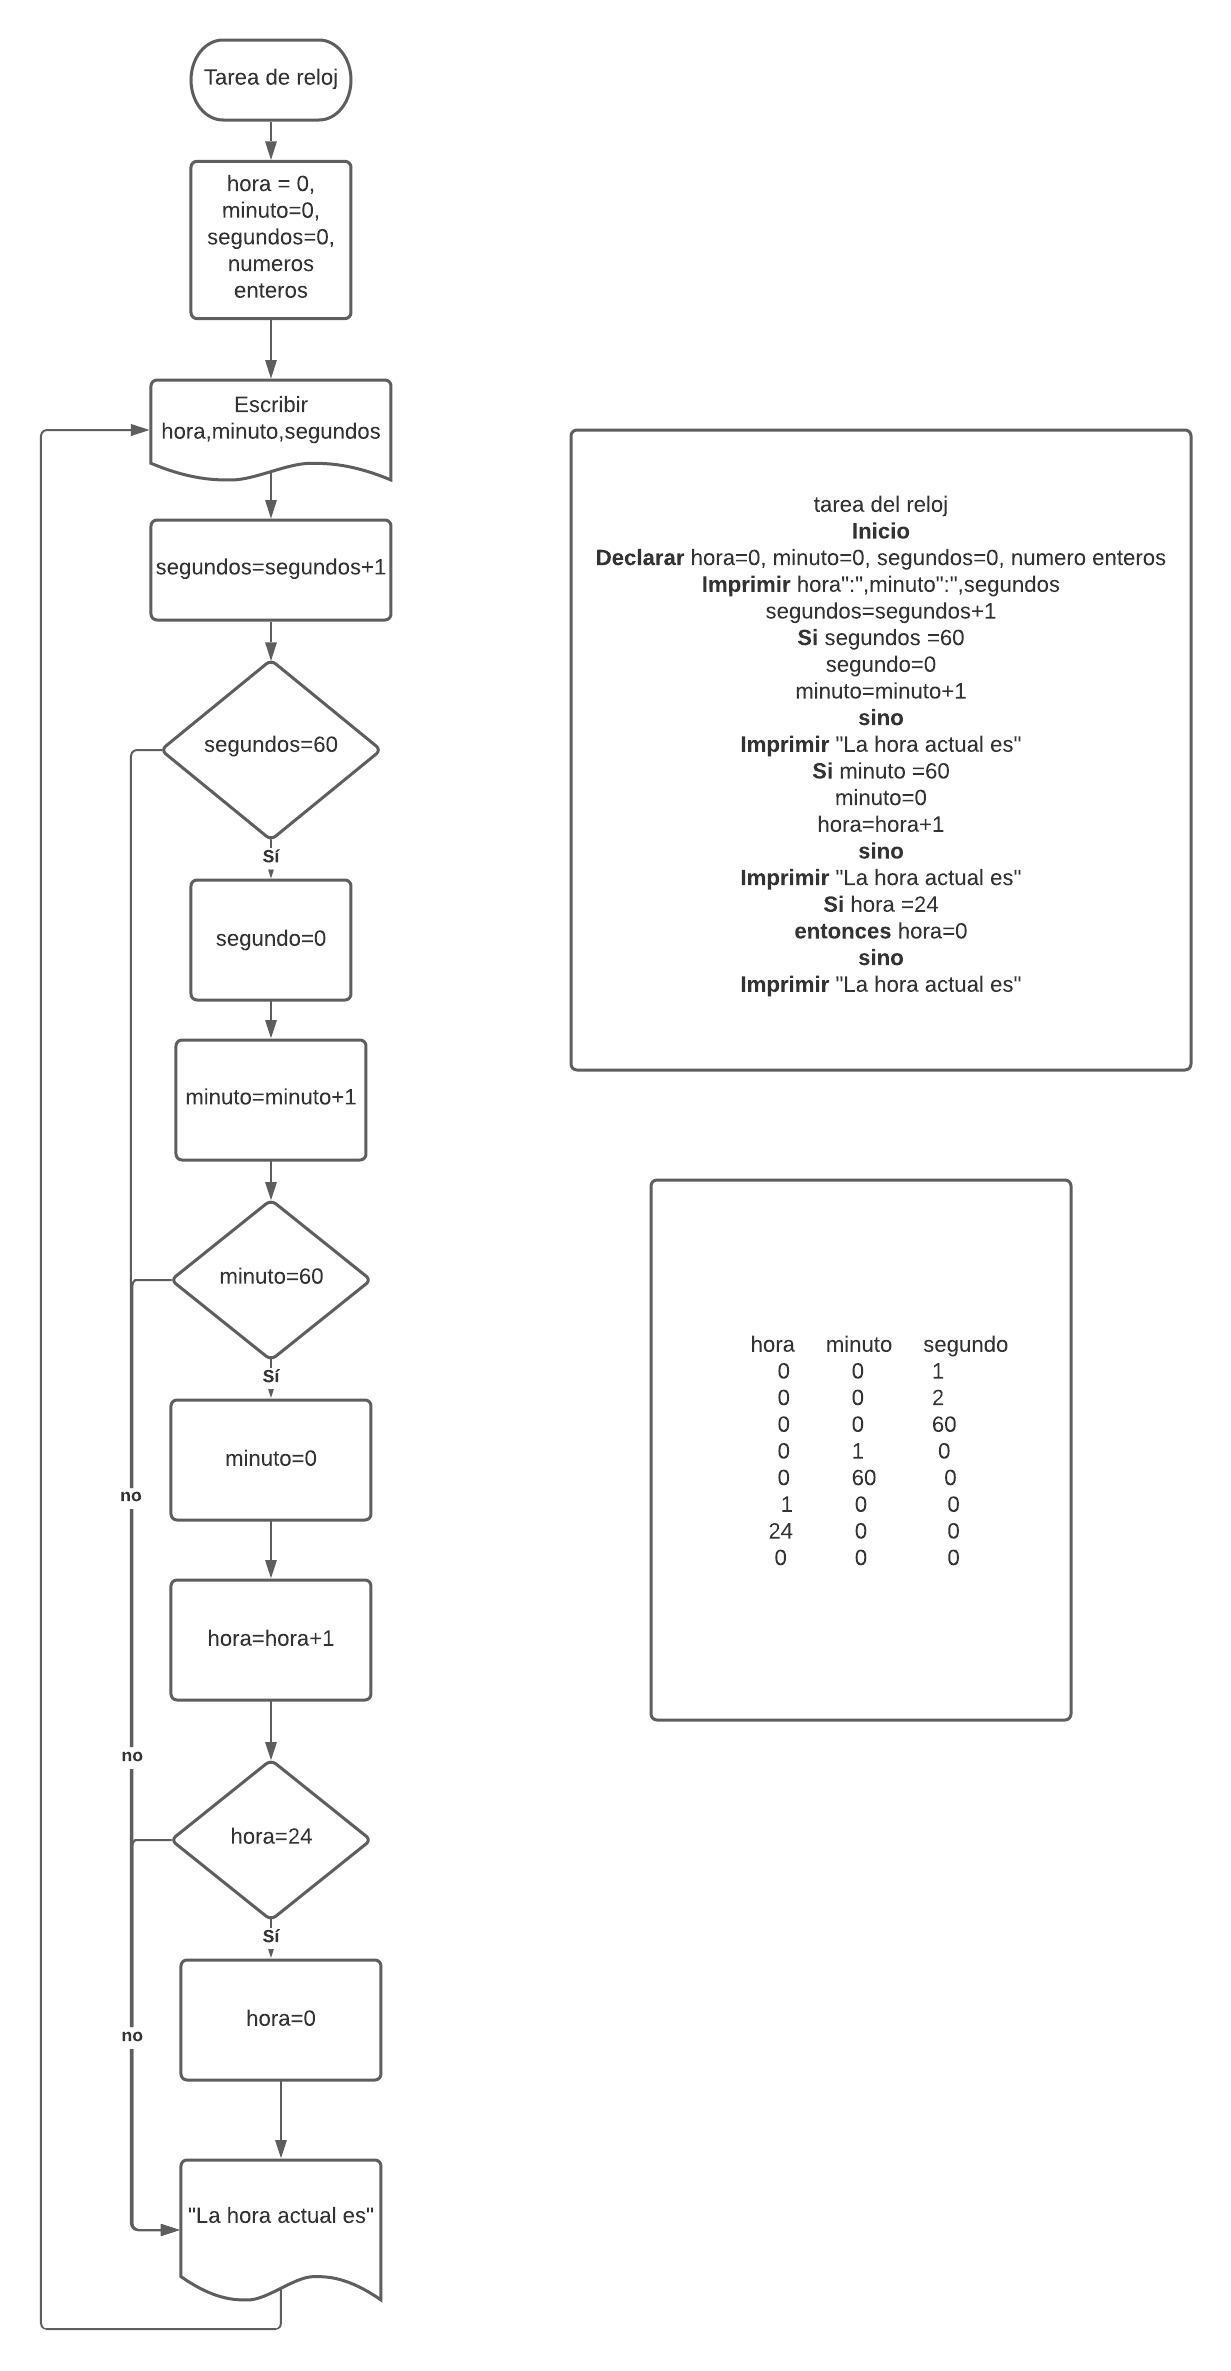 Tarea de reloj
hora = 0,
minuto=0,
segundos=0,
numeros
enteros
Escribir
hora,minuto,segundos
segundos=segundos+1
segundos=60
Sí
segundo=0
minuto=minuto+1
minuto=60
Sí
minuto=0
no
hora=hora+1
no
hora=24
Sí
hora=0
no
"La hora actual es"
tarea del reloj
Inicio
Declarar hora=0, minuto=0, segundos=0, numero enteros
Imprimir hora":",minuto":",segundos
segundos=segundos+1
Si segundos =60
segundo=0
minuto=minuto+1
sino
Imprimir "La hora actual es"
Si minuto =60
minuto=0
hora=hora+1
sino
Imprimir "La hora actual es"
Si hora =24
entonces hora=0
sino
Imprimir "La hora actual es"
hora minuto segundo
0 0 1
0 0 2
0 0 60
0 1 0
0 60 0
1 0 0
24 0 0
0 0 0